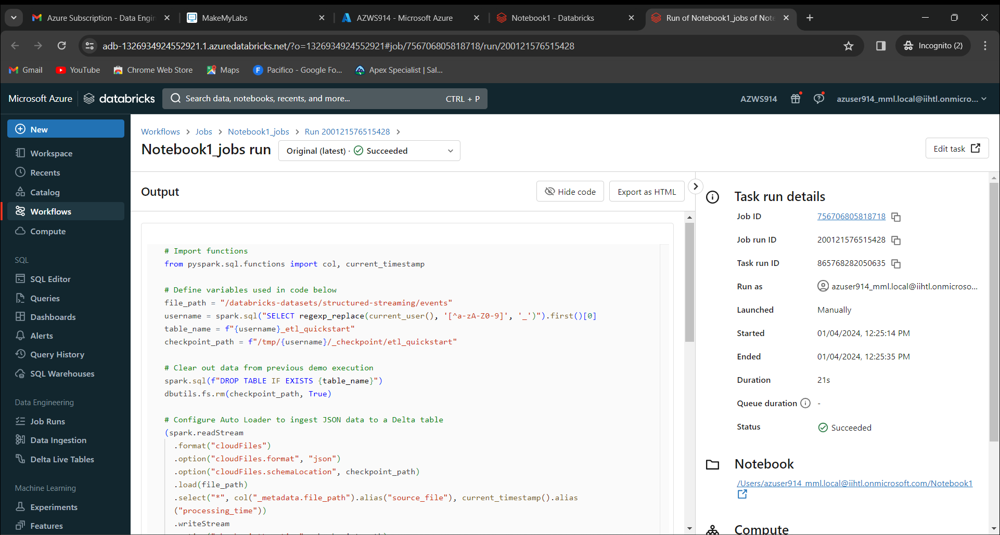 Azure Subscription - Data Engin
MakeMyLabs
AZWS914 - Microsoft Azure
Notebook1 - Databricks
Run of Notebook1_jobs of Note
adb-1326934924552921.1.azuredatabricks.net/?o=1326934924552921#job/756706805818718/run/200121576515428
Incognito (2)
Gmail
YouTube
Chrome Web Store
Maps
Pacifico - Google Fo...
Apex Specialist | Sal...
Microsoft Azure
databricks
Search data, notebooks, recents, and more...
CTRL + P
AZWS914
azuser914_mml.local@iihtl.onmicro...
New
Workspace
Recents
Catalog
Workflows
Compute
SQL
SQL Editor
Queries
Dashboards
Alerts
Query History
SQL Warehouses
Data Engineering
Job Runs
Data Ingestion
Delta Live Tables
Machine Learning
Experiments
Features
Workflows > Jobs > Notebook1_jobs > Run 200121576515428 >
Notebook1_jobs run
Original (latest) · Succeeded
Edit task
Output
Hide code
Export as HTML
# Import functions
from pyspark.sql.functions import col, current_timestamp
# Define variables used in code below
file_path = "/databricks-datasets/structured-streaming/events"
username = spark.sql("SELECT regexp_replace(current_user(), '[^a-zA-Z0-9]', '_')").first()[0]
table_name = f"{username}_etl_quickstart"
checkpoint_path = f"/tmp/{username}/_checkpoint/etl_quickstart"
# Clear out data from previous demo execution
spark.sql(f"DROP TABLE IF EXISTS {table_name}")
dbutils.fs.rm(checkpoint_path, True)
# Configure Auto Loader to ingest JSON data to a Delta table
(spark.readStream
.format("cloudFiles")
.option("cloudFiles.format", "json")
.option("cloudFiles.schemaLocation", checkpoint_path)
.load(file_path)
.select("*", col("_metadata.file_path").alias("source_file"), current_timestamp().alias
("processing_time"))
.writeStream
Task run details
Job ID 756706805818718
Job run ID 200121576515428
Task run ID 865768282050635
Run as azuser914_mml.local@iihtl.onmicroso...
Launched Manually
Started 01/04/2024, 12:25:14 PM
Ended 01/04/2024, 12:25:35 PM
Duration 21s
Queue duration -
Status Succeeded
Notebook
/Users/azuser914_mml.local@iihtl.onmicrosoft.com/Notebook1
Compute